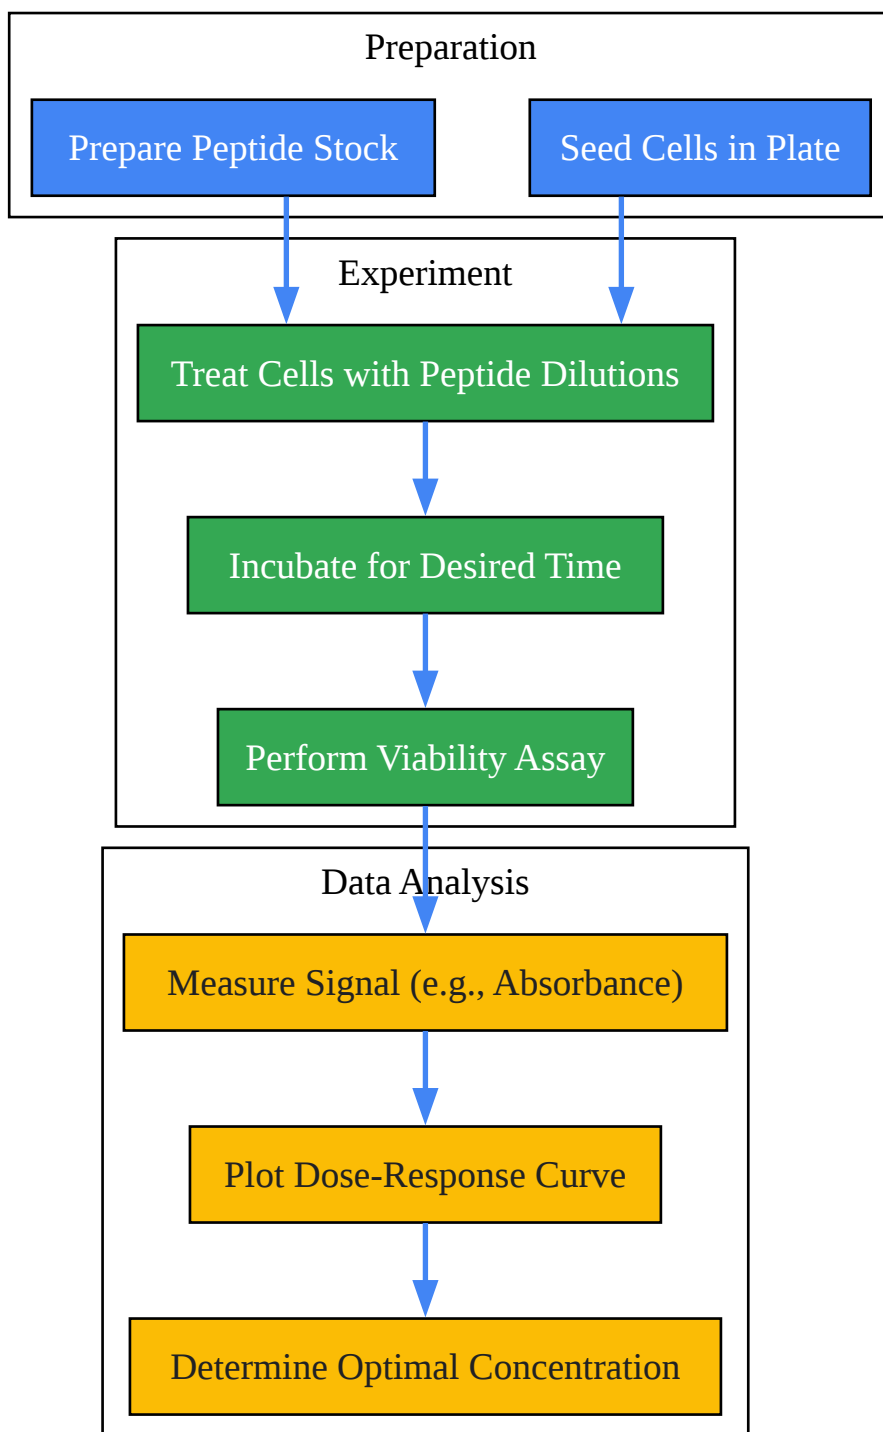 Preparation
Prepare Peptide Stock
Seed Cells in Plate
Experiment
Treat Cells with Peptide Dilutions
Incubate for Desired Time
Perform Viability Assay
Data Analysis
Measure Signal (e.g., Absorbance)
Plot Dose-Response Curve
Determine Optimal Concentration